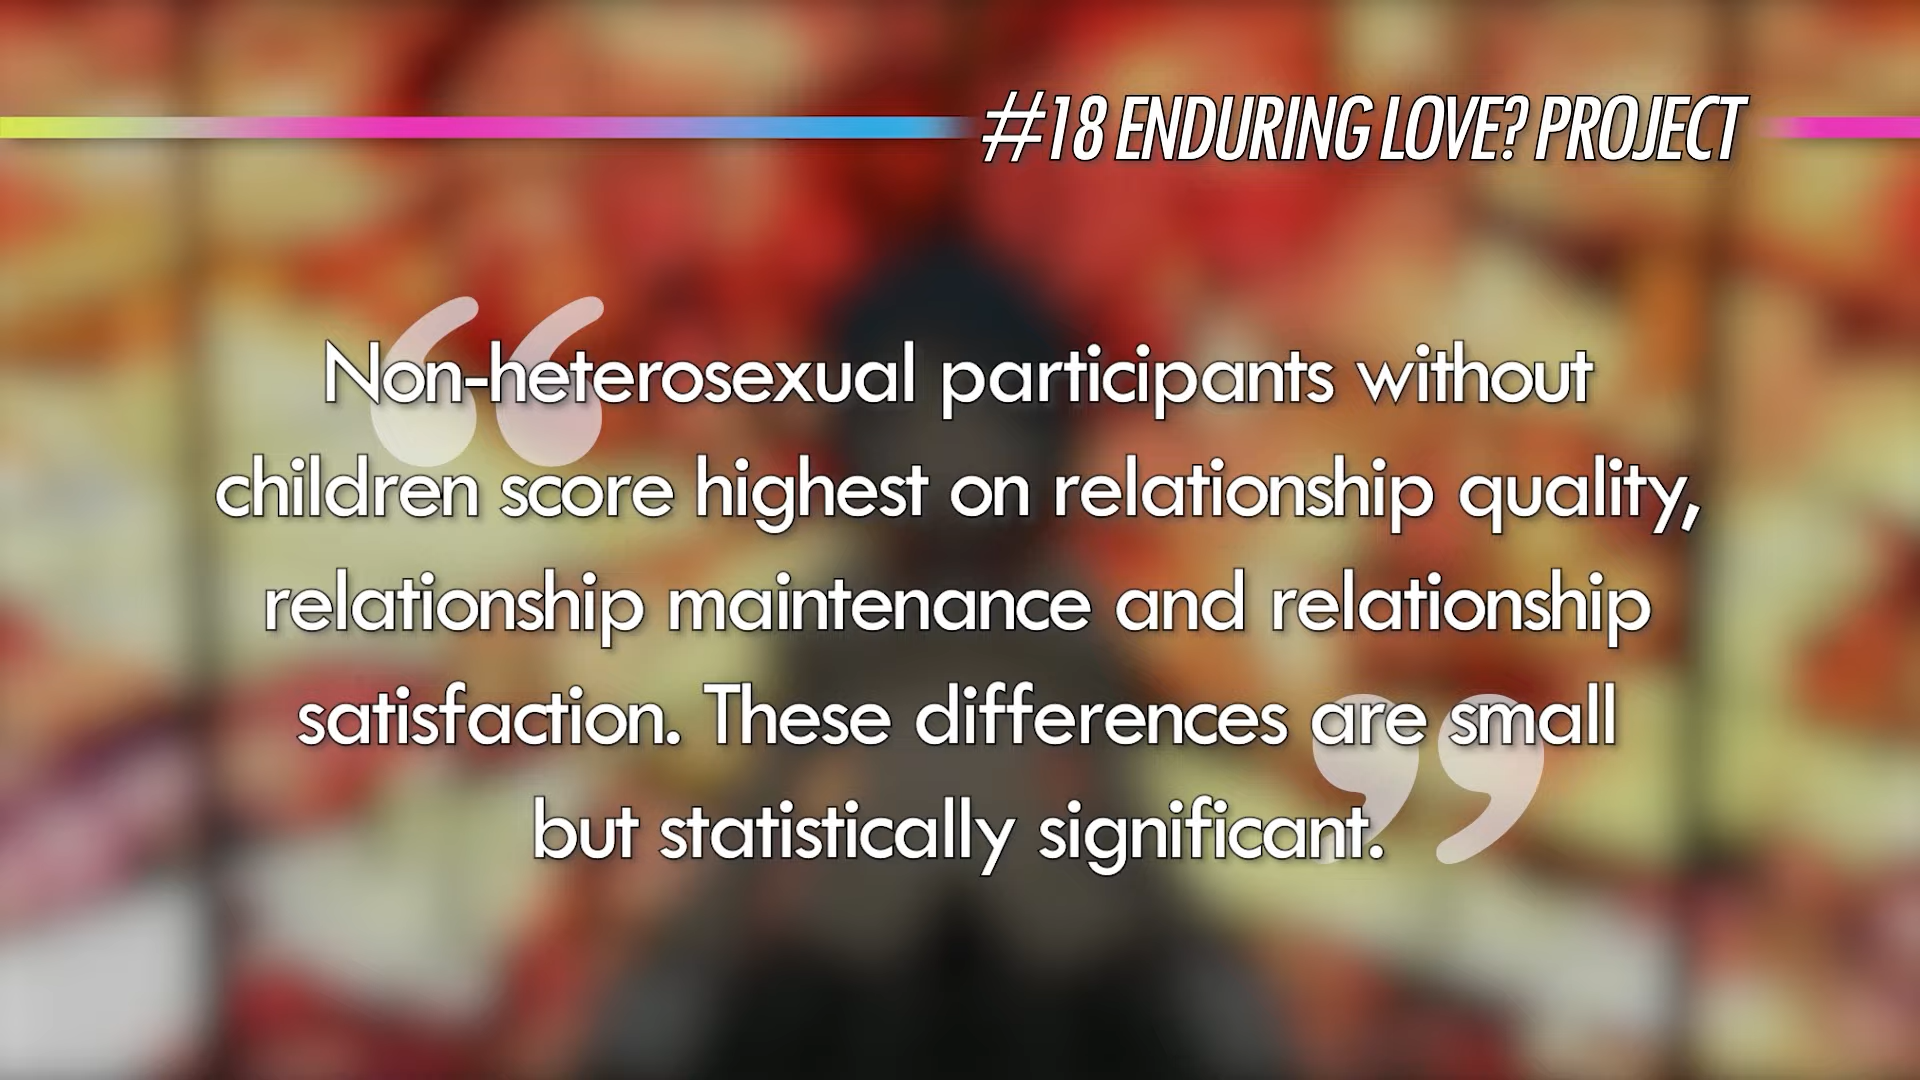 #18 ENDURING LOVE? PROJECT
“Non-heterosexual participants without
children score highest on relationship quality,
relationship maintenance and relationship
satisfaction. These differences are small
but statistically significant.”